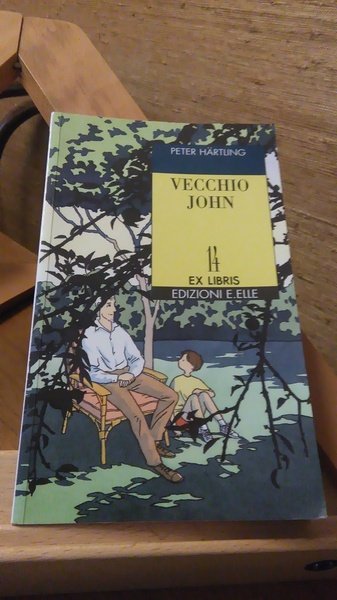 PETER HÄRTLING
VECCHIO
JOHN
14
EX LIBRIS
EDIZIONI E.ELLE